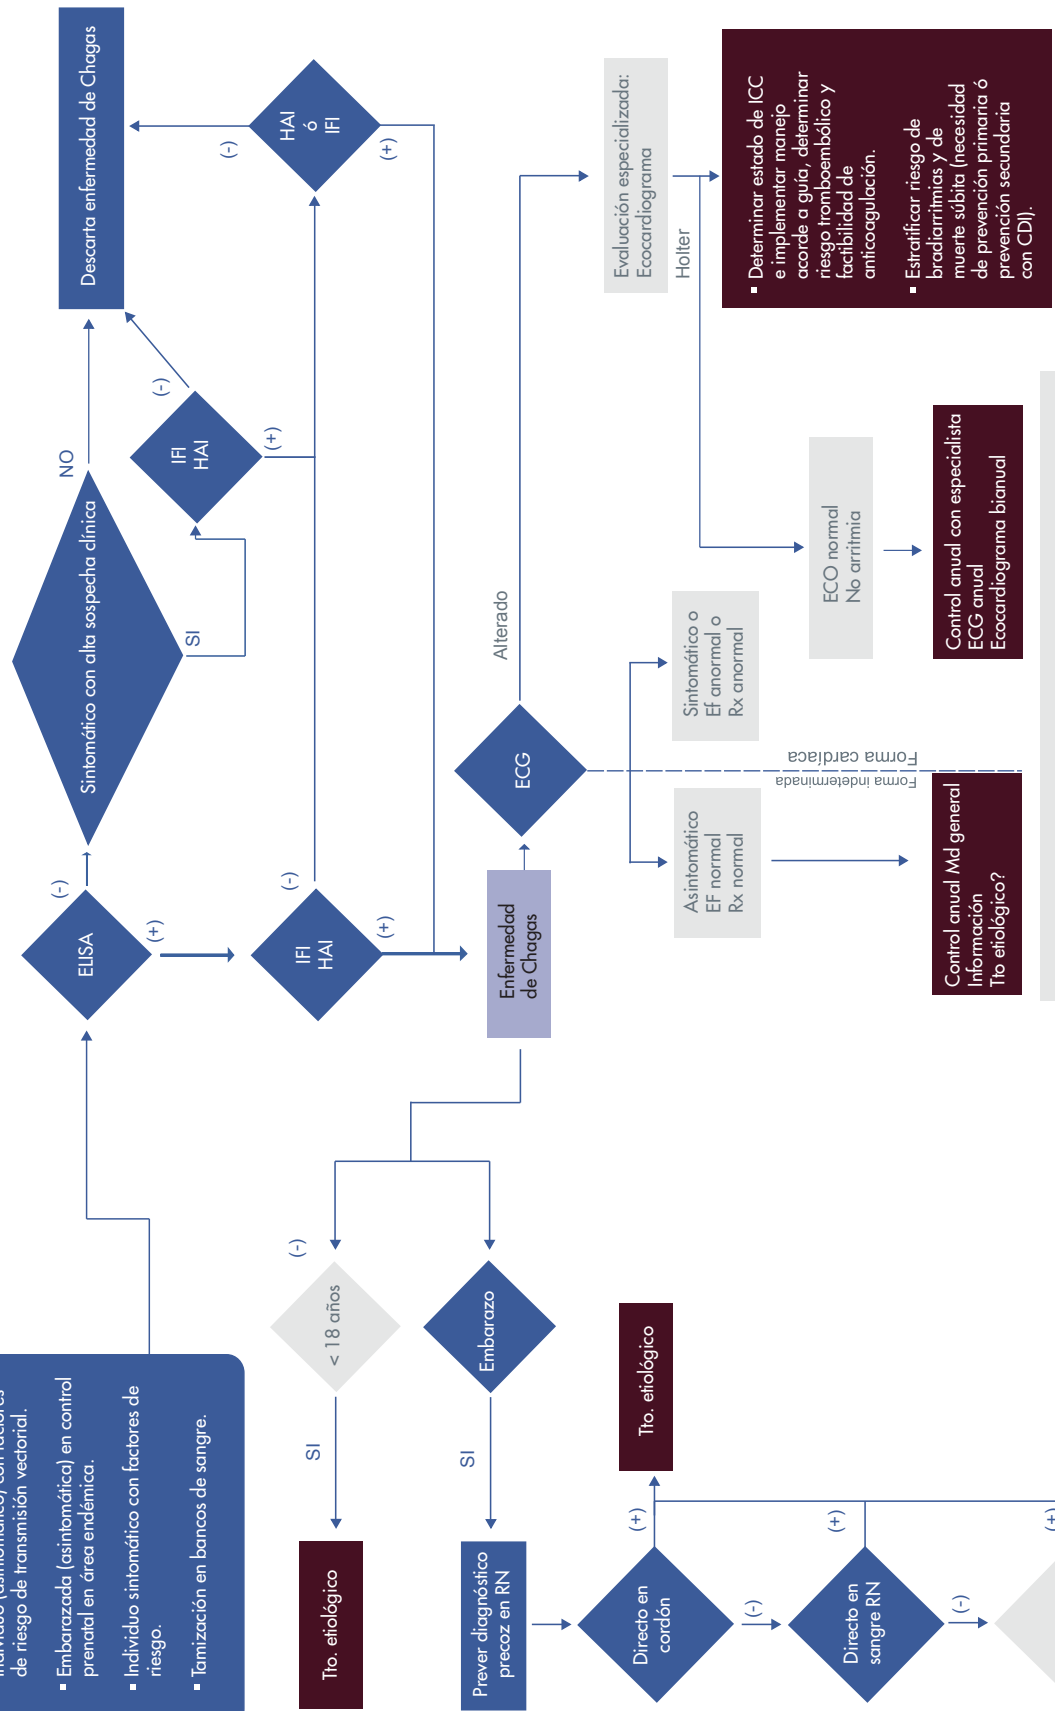 de riesgo de transmisión vectorial.
▪ Embarazada (asintomática) en control
prenatal en área endémica.
▪ Individuo sintomático con factores de
riesgo.
▪ Tamización en bancos de sangre.
ELISA
(-)
(+)
Sintomático con alta sospecha clínica
NO
SI
IFI
HAI
(-)
(+)
Descarta enfermedad de Chagas
IFI
HAI
(-)
(+)
HAI
ó
IFI
(-)
(+)
Enfermedad
de Chagas
ECG
Alterado
Evaluación especializada:
Ecocardiograma
Holter
▪ Determinar estado de ICC
e implementar manejo
acorde a guía, determinar
riesgo tromboembólico y
factibilidad de
anticoagulación.
▪ Estratificar riesgo de
bradiarritmias y de
muerte súbita (necesidad
de prevención primaria ó
prevención secundaria
con CDI).
ECO normal
No arritmia
Control anual con especialista
ECG anual
Ecocardiograma bianual
Sintomático o
Ef anormal o
Rx anormal
Forma cardíaca
Forma indeterminada
Asintomático
EF normal
Rx normal
Control anual Md general
Información
Tto etiológico?
(-)
< 18 años
SI
Tto. etiológico
Embarazo
SI
Prever diagnóstico
precoz en RN
Directo en
cordón
(+)
(-)
Tto. etiológico
Directo en
sangre RN
(+)
(-)
(+)